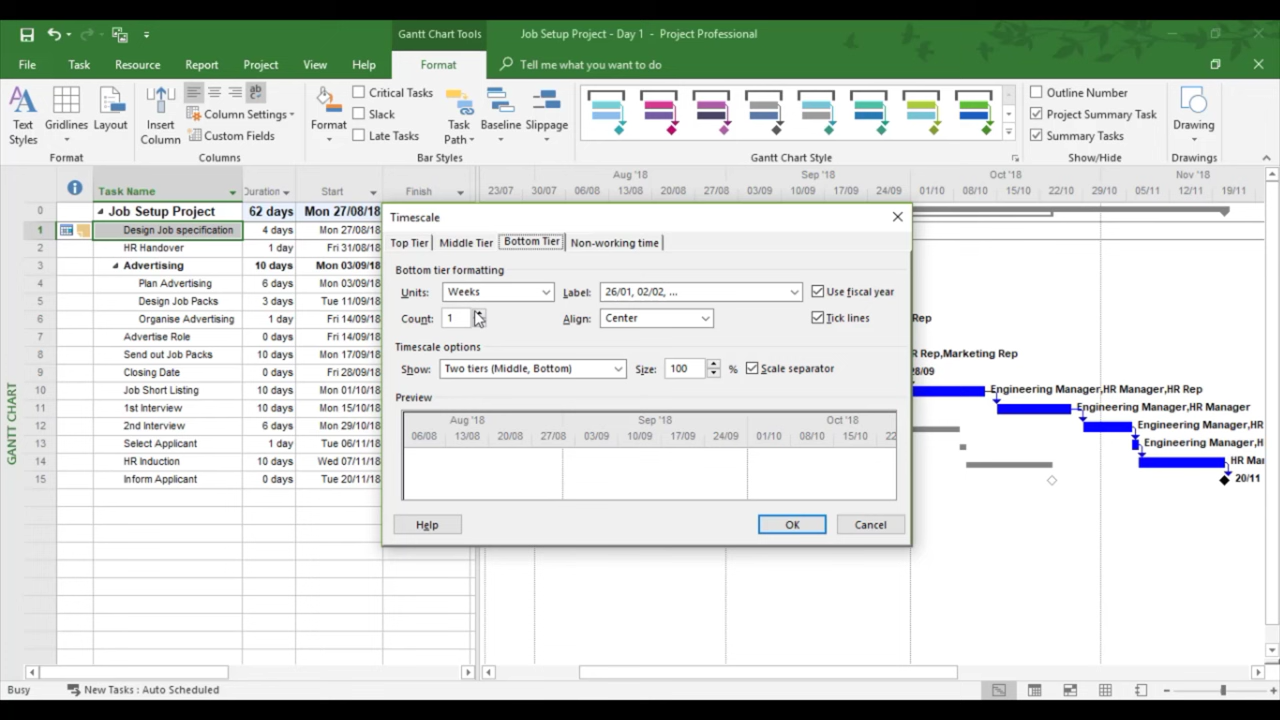 Gantt Chart Tools
Job Setup Project - Day 1 - Project Professional
File Task Resource Report Project View Help Format Tell me what you want to do
Text Styles
Gridlines
Layout
Format
Insert Column
ab
Column Settings
Custom Fields
Columns
Format
Critical Tasks
Slack
Late Tasks
Task Path
Baseline
Slippage
Bar Styles
Gantt Chart Style
Outline Number
Project Summary Task
Summary Tasks
Show/Hide
Drawing
Drawings
Task Name Duration Start Finish
Aug '18 Sep '18 Oct '18 Nov '18
23/07 30/07 06/08 13/08 20/08 27/08 03/09 10/09 17/09 24/09 01/10 08/10 15/10 22/10 29/10 05/11 12/11 19/11
0 Job Setup Project 62 days Mon 27/08/18
1 Design Job specification 4 days Mon 27/08/18
2 HR Handover 1 day Fri 31/08/18
3 Advertising 10 days Mon 03/09/18
4 Plan Advertising 6 days Mon 03/09/18
5 Design Job Packs 3 days Tue 11/09/18
6 Organise Advertising 1 day Fri 14/09/18 Rep
7 Advertise Role 0 days Fri 14/09/18
8 Send out Job Packs 10 days Mon 17/09/18 R Rep,Marketing Rep
9 Closing Date 0 days Fri 28/09/18 28/09
10 Job Short Listing 10 days Mon 01/10/18 Engineering Manager,HR Manager,HR Rep
11 1st Interview 10 days Mon 15/10/18 Engineering Manager,HR Manager
12 2nd Interview 6 days Mon 29/10/18 Engineering Manager,HR
13 Select Applicant 1 day Tue 06/11/18 Engineering Manager,H
14 HR Induction 10 days Wed 07/11/18 HR Ma
15 Inform Applicant 0 days Tue 20/11/18 20/11
GANTT CHART
Timescale
Top Tier Middle Tier Bottom Tier Non-working time
Bottom tier formatting
Units: Weeks Label: 26/01, 02/02, ... Use fiscal year
Count: 1 Align: Center Tick lines
Timescale options
Show: Two tiers (Middle, Bottom) Size: 100 % Scale separator
Preview
Aug '18 Sep '18 Oct '18
06/08 13/08 20/08 27/08 03/09 10/09 17/09 24/09 01/10 08/10 15/10 22
Help OK Cancel
Busy New Tasks : Auto Scheduled